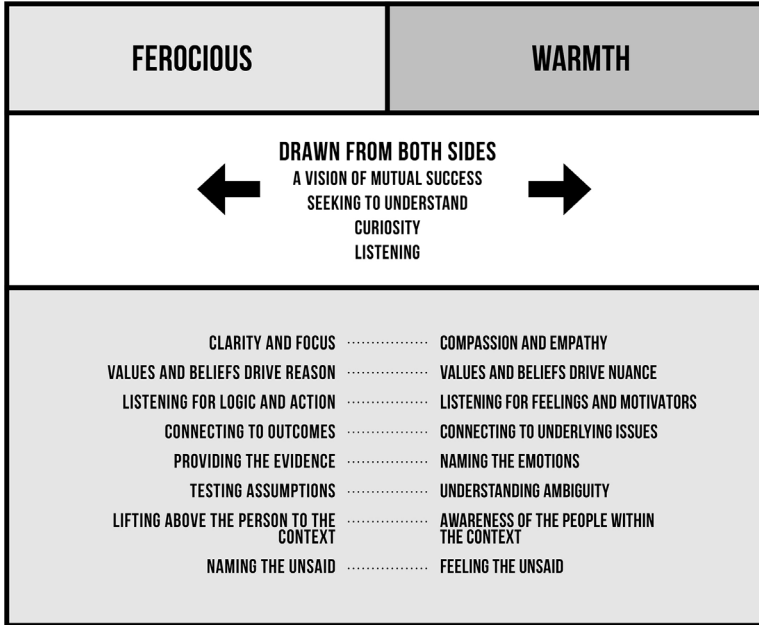 FEROCIOUS
WARMTH
DRAWN FROM BOTH SIDES
A VISION OF MUTUAL SUCCESS
SEEKING TO UNDERSTAND
CURIOSITY
LISTENING
CLARITY AND FOCUS ................ COMPASSION AND EMPATHY
VALUES AND BELIEFS DRIVE REASON ................ VALUES AND BELIEFS DRIVE NUANCE
LISTENING FOR LOGIC AND ACTION ................ LISTENING FOR FEELINGS AND MOTIVATORS
CONNECTING TO OUTCOMES ................ CONNECTING TO UNDERLYING ISSUES
PROVIDING THE EVIDENCE ................ NAMING THE EMOTIONS
TESTING ASSUMPTIONS ................ UNDERSTANDING AMBIGUITY
LIFTING ABOVE THE PERSON TO THE ................ AWARENESS OF THE PEOPLE WITHIN
CONTEXT THE CONTEXT
NAMING THE UNSAID ................ FEELING THE UNSAID